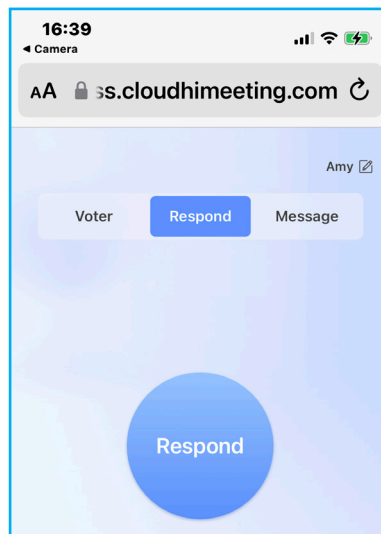 16:39
◀ Camera
AA ss.cloudhimeeting.com
Amy
Voter Respond Message
Respond